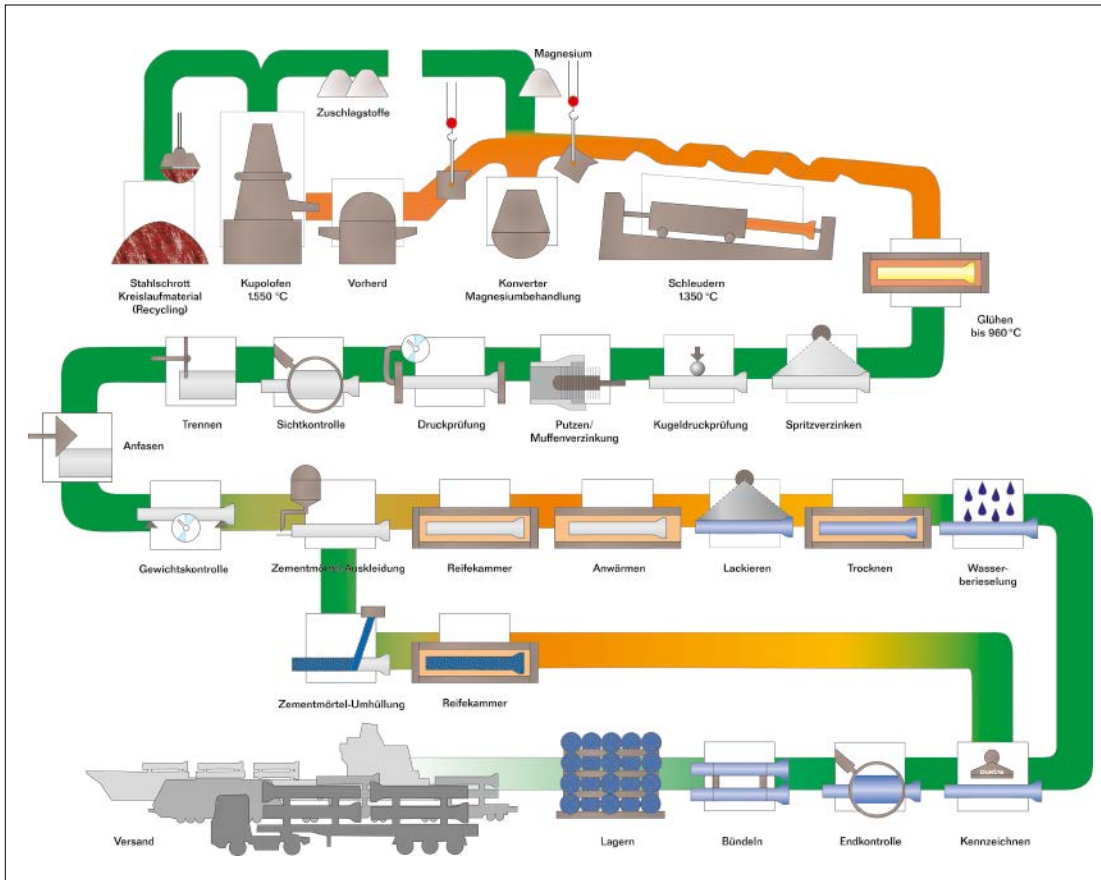 Magnesium
Zuschlagstoffe
Stahlschrott
Kreislaufmaterial
(Recycling)
Kupolofen
1.550 °C
Vorherd
Konverter
Magnesiumbehandlung
Schleudern
1.350 °C
Glühen
bis 960 °C
Trennen
Sichtkontrolle
Druckprüfung
Putzen/
Muffenverzinkung
Kugeldruckprüfung
Spritzverzinken
Anfasen
Gewichtskontrolle
Zementmörtel-Auskleidung
Reifekammer
Anwärmen
Lackieren
Trocknen
Wasser-
berieselung
Zementmörtel-Umhüllung
Reifekammer
Versand
Lagern
Bündeln
Endkontrolle
Kennzeichnen